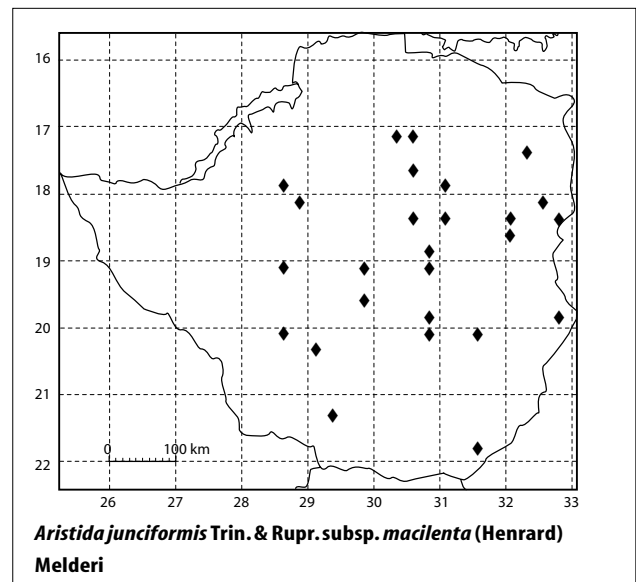 16
17
18
19
20
21
22
0 100 km
26 27 28 29 30 31 32 33
Aristida junciformis Trin. & Rupr. subsp. macilenta (Henrard)
Melderi